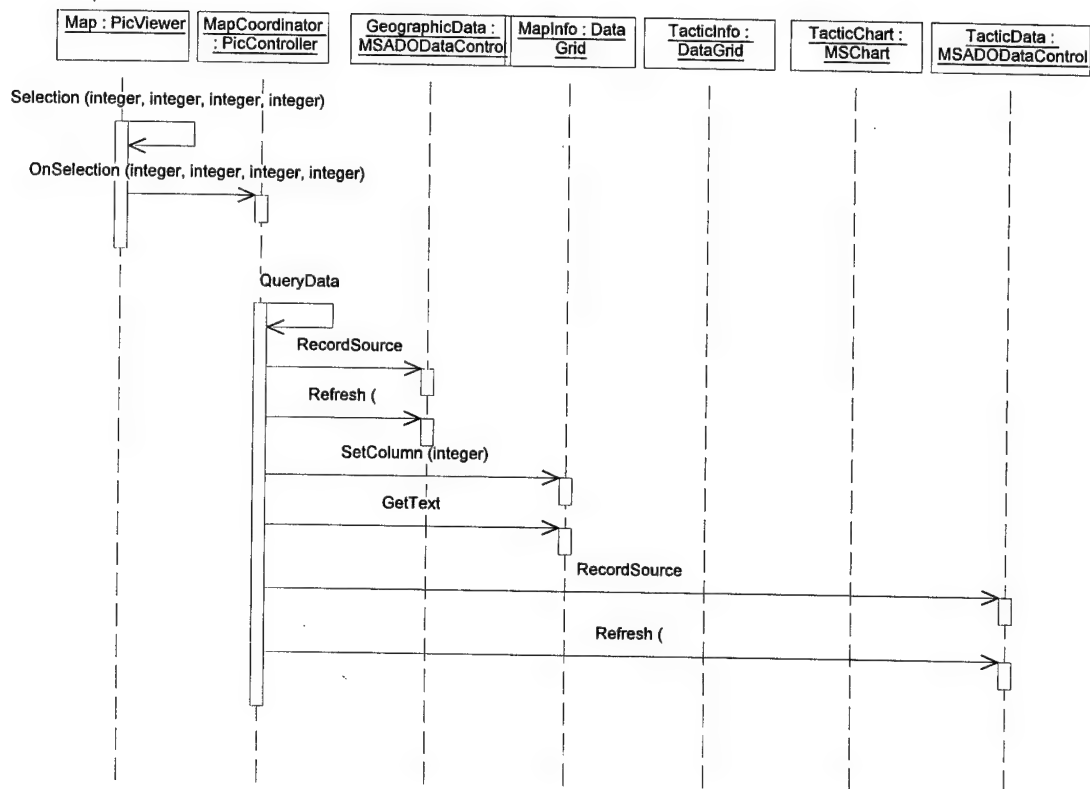 Map : PicViewer
MapCoordinator
: PicController
GeographicData :
MSADODataControl
MapInfo : Data
Grid
TacticInfo :
DataGrid
TacticChart :
MSChart
TacticData :
MSADODataControl
Selection (integer, integer, integer, integer)
OnSelection (integer, integer, integer, integer)
QueryData
RecordSource
Refresh (
SetColumn (integer)
GetText
RecordSource
Refresh (